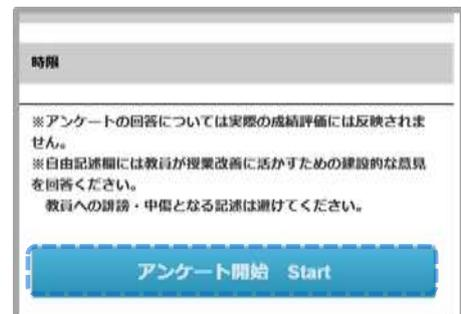 時限
※アンケートの回答については実際の成績評価には反映されま
せん。
※自由記述欄には教員が授業改善に活かすための建設的な意見
を回答ください。
教員への誹謗・中傷となる記述は避けてください。
アンケート開始 Start